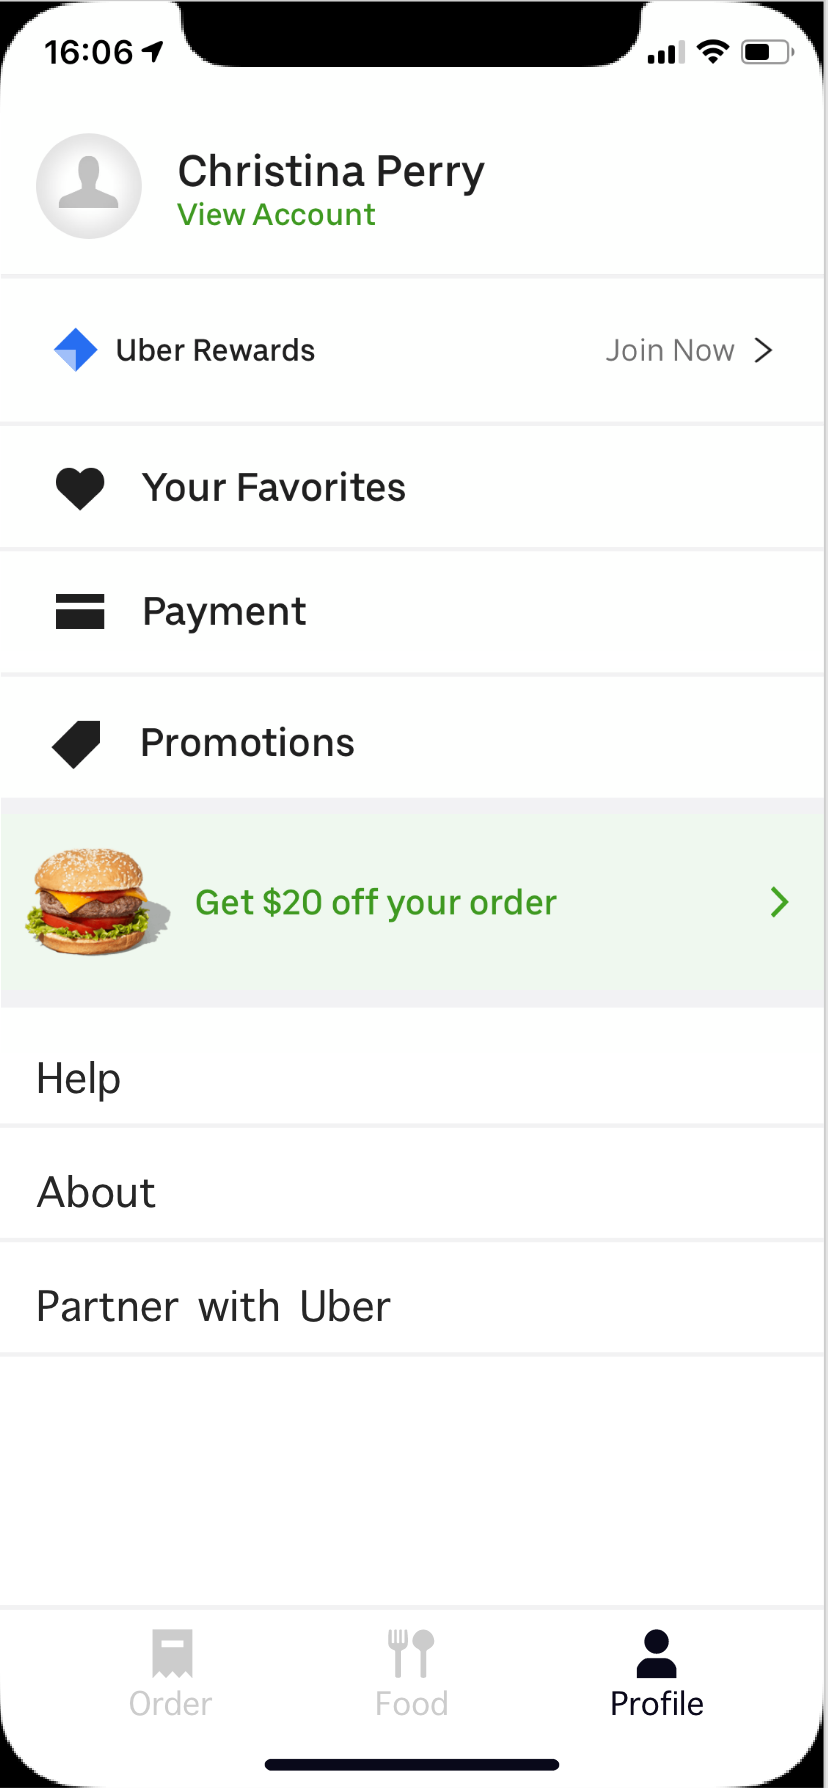 16:06
Christina Perry
View Account
Uber Rewards
Join Now
Your Favorites
Payment
Promotions
Get $20 off your order
Help
About
Partner with Uber
Order
Food
Profile